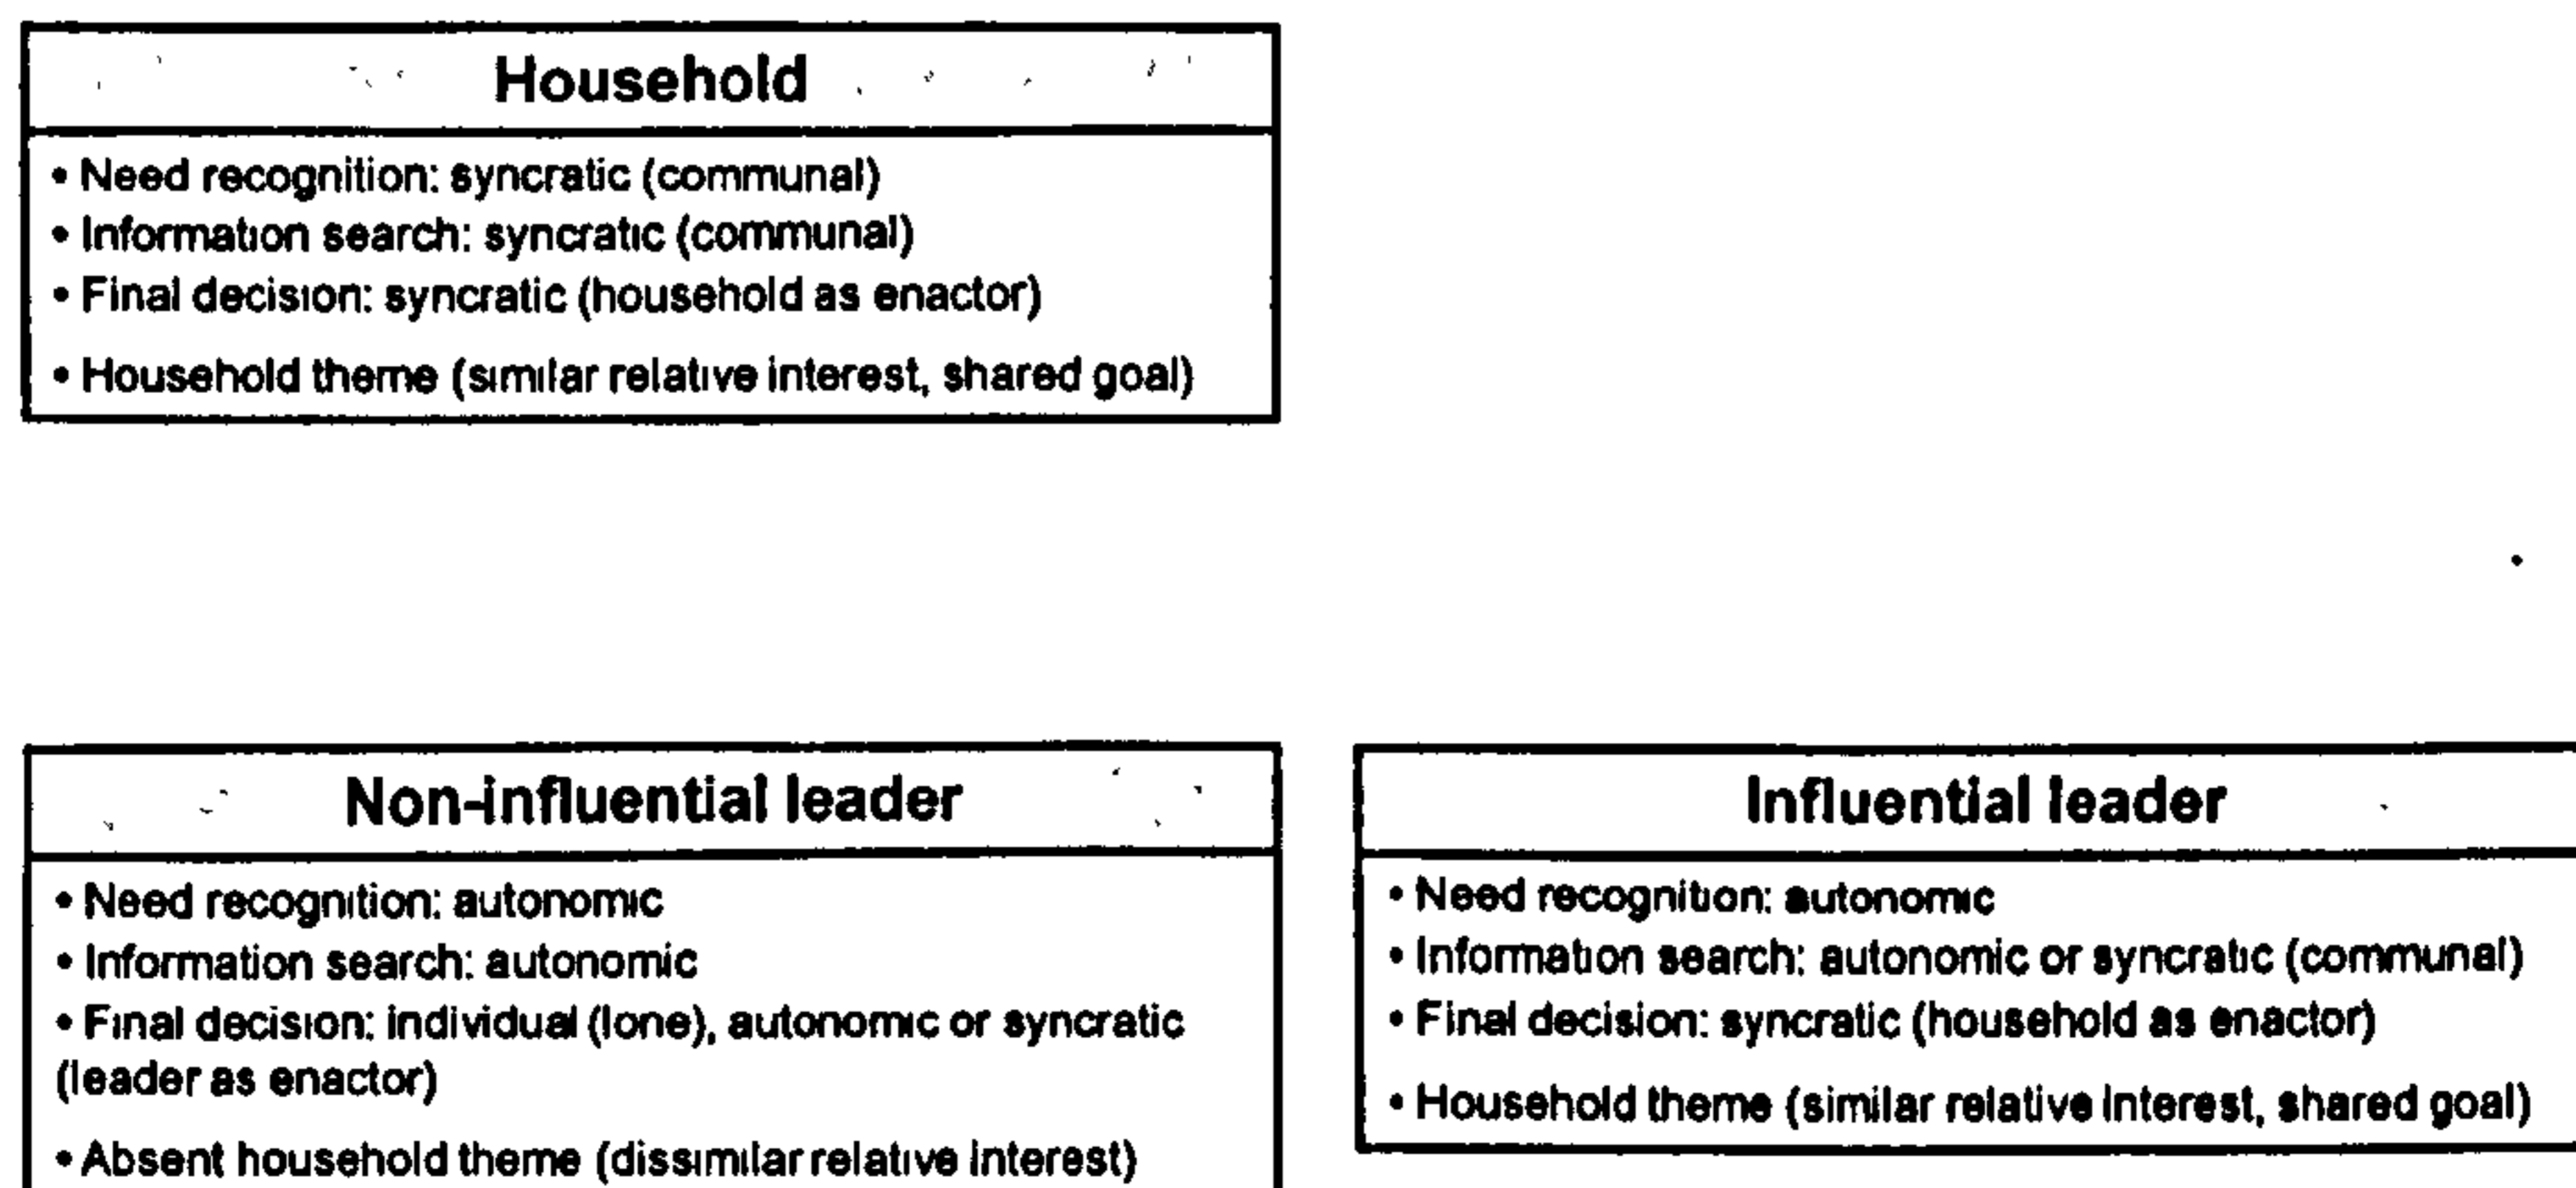 Household
• Need recognition: syncratic (communal)
• Information search: syncratic (communal)
• Final decision: syncratic (household as enactor)
• Household theme (similar relative interest, shared goal)
Non-influential leader
• Need recognition: autonomic
• Information search: autonomic
• Final decision: individual (lone), autonomic or syncratic
(leader as enactor)
• Absent household theme (dissimilar relative interest)
Influential leader
• Need recognition: autonomic
• Information search: autonomic or syncratic (communal)
• Final decision: syncratic (household as enactor)
• Household theme (similar relative interest, shared goal)